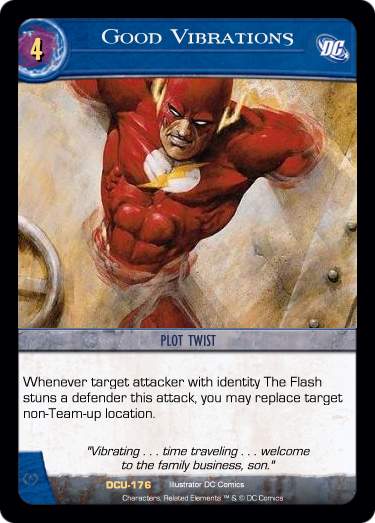 4
Good Vibrations
DC
PLOT TWIST
Whenever target attacker with identity The Flash
stuns a defender this attack, you may replace target
non-Team-up location.
"Vibrating . . . time traveling . . . welcome
to the family business, son."
DCU-176 Illustrator DC Comics
Characters, Related Elements ™ & © DC Comics